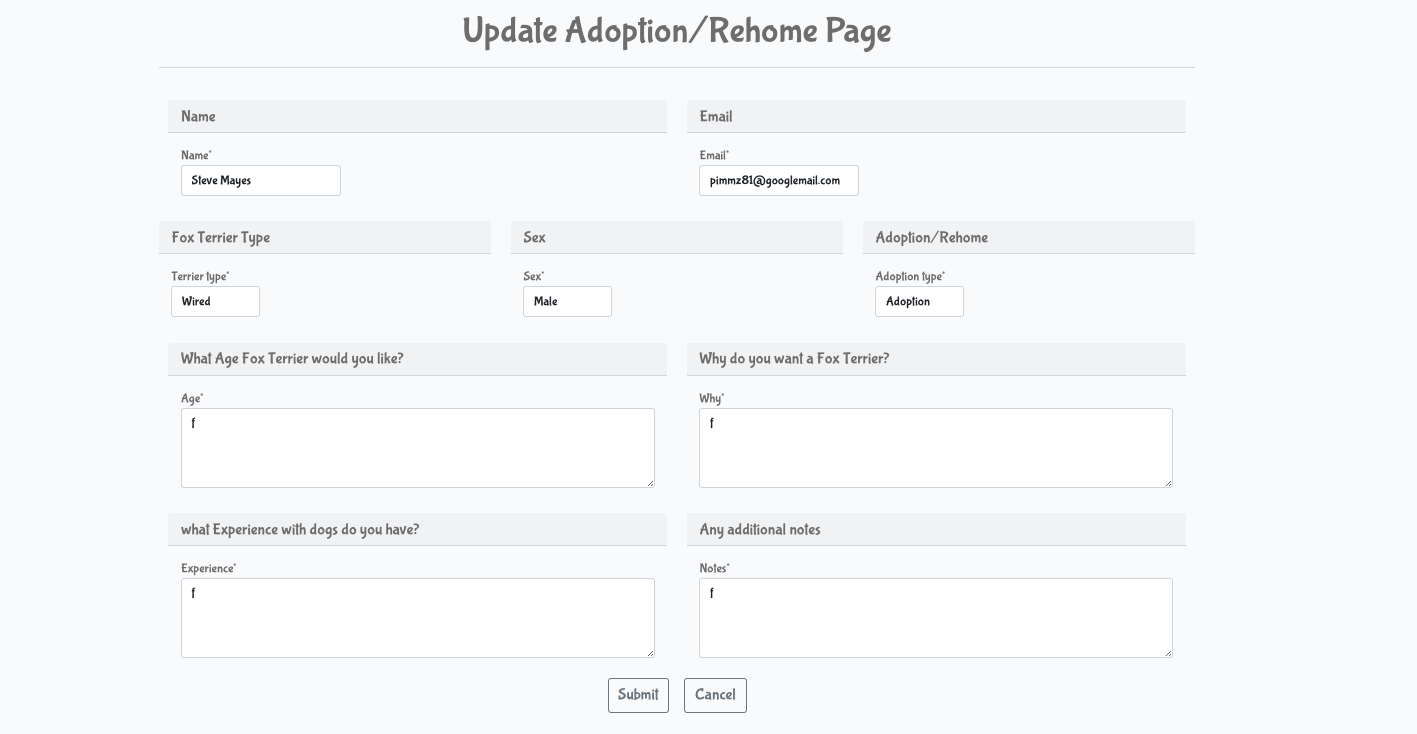 Update Adoption/Rehome Page
Name Email
Name* Email*
Steve Mayes pimmz81@googlemail.com
Fox Terrier Type Sex Adoption/Rehome
Terrier type* Sex* Adoption type*
Wired Male Adoption
What Age Fox Terrier would you like? Why do you want a Fox Terrier?
Age* Why*
f f
what Experience with dogs do you have? Any additional notes
Experience* Notes*
f f
Submit Cancel